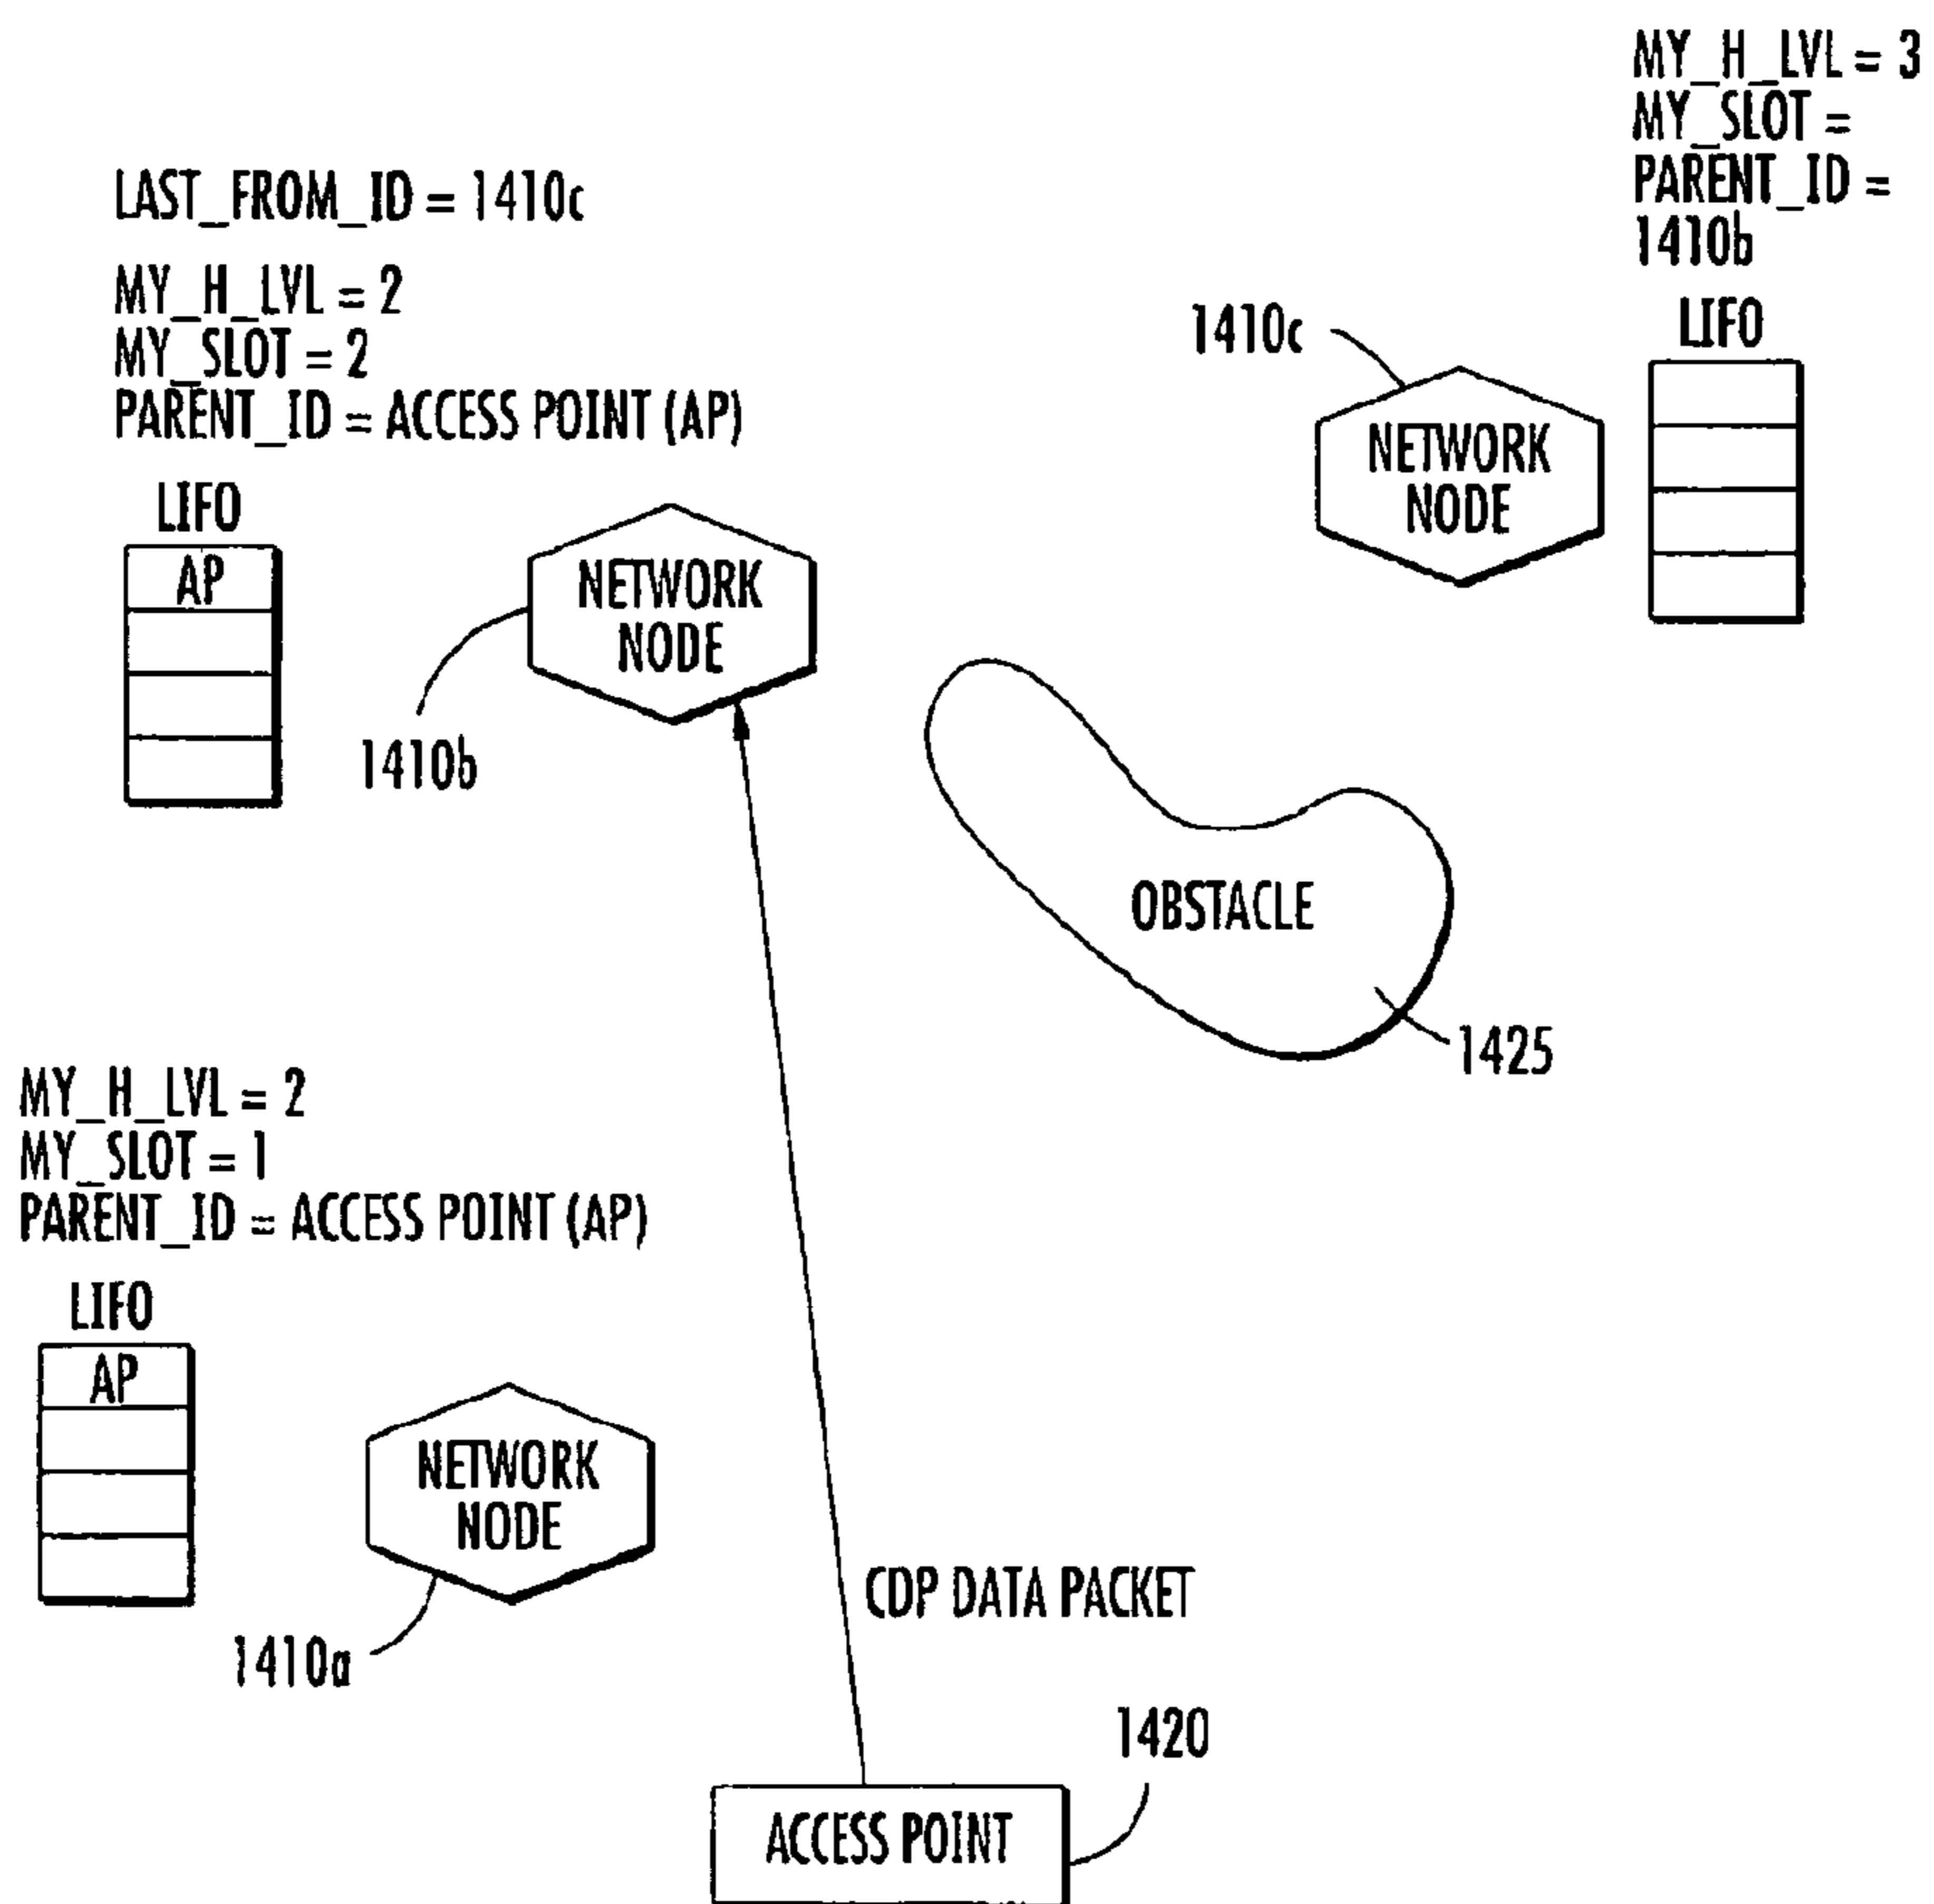 MY_H_LVL = 3
MY_SLOT =
PARENT_ID =
1410b
LIFO
LAST_FROM_ID = 1410c
MY_H_LVL = 2
MY_SLOT = 2
PARENT_ID = ACCESS POINT (AP)
LIFO
AP
NETWORK
NODE
1410b
1410c
NETWORK
NODE
OBSTACLE
1425
MY_H_LVL = 2
MY_SLOT = 1
PARENT_ID = ACCESS POINT (AP)
LIFO
AP
NETWORK
NODE
1410a
CDP DATA PACKET
1420
ACCESS POINT